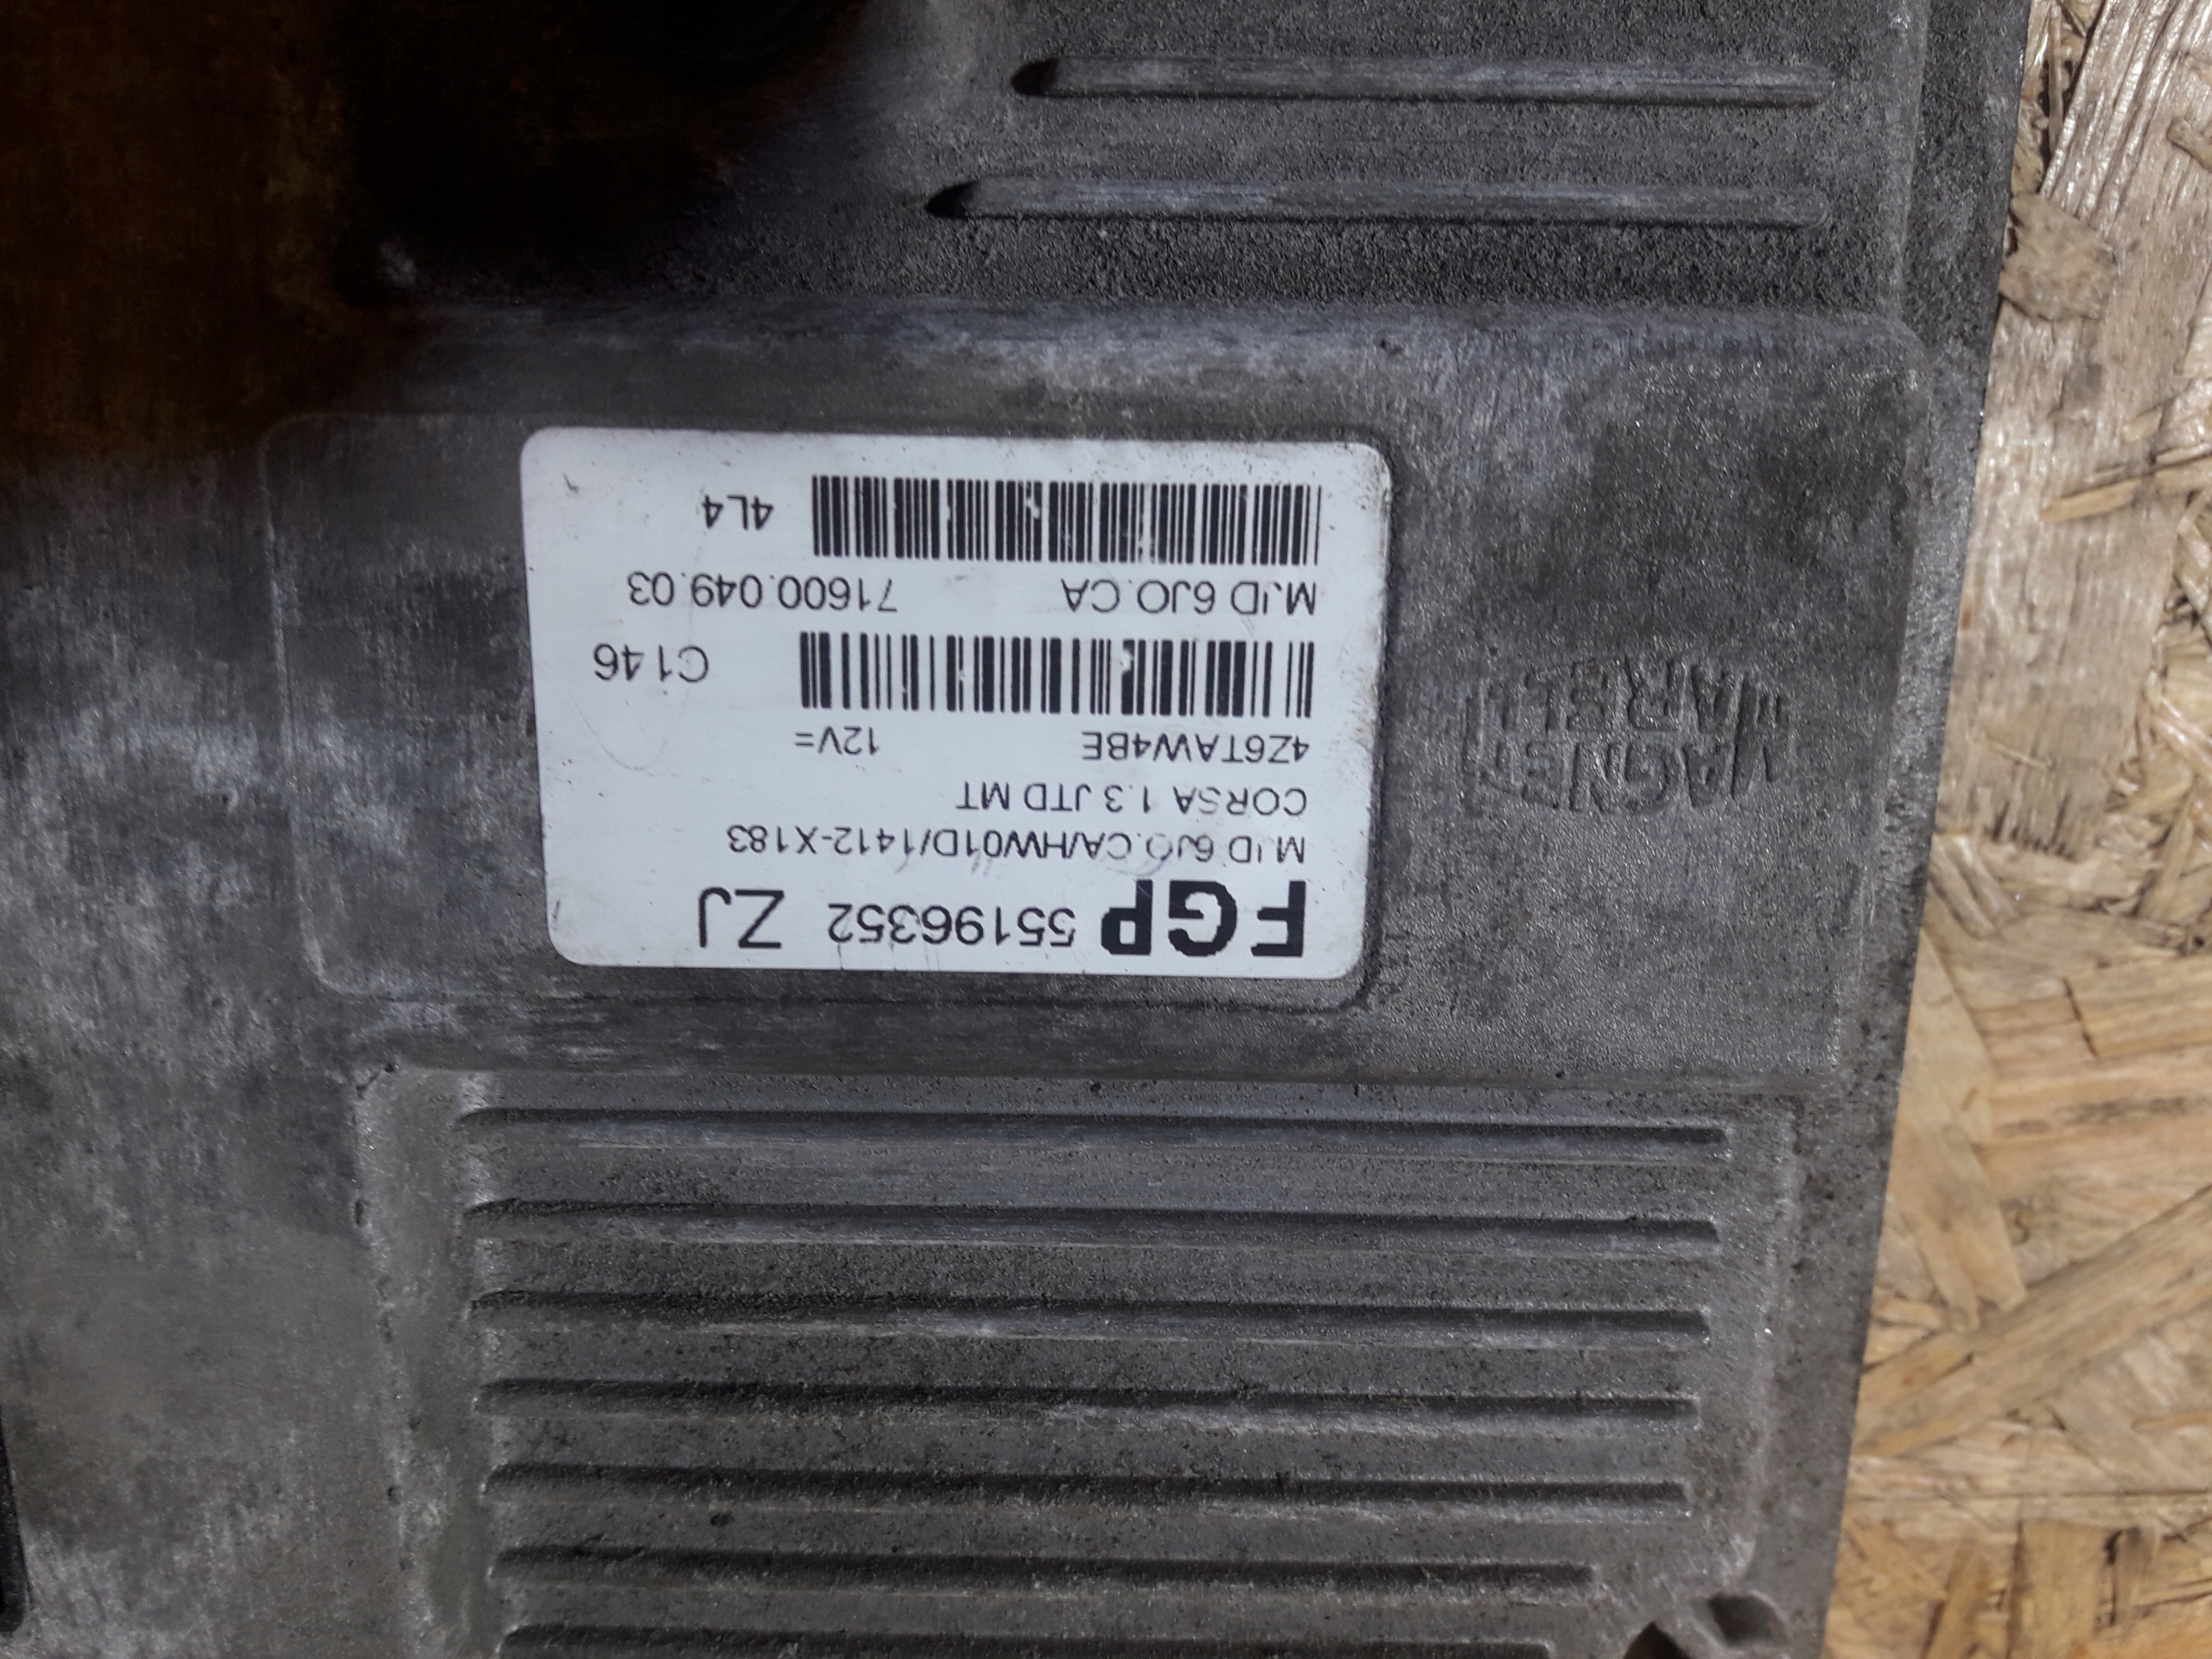 FGP 55196352 ZJ
MJD 6JO.CA/HW01D/1412-X183
CORSA 1.3 JTD MT
4Z6TAW4BE 12V=
C146
MJD 6JO.CA 71600.049.03
4L4
MAGNETI
MARELLI